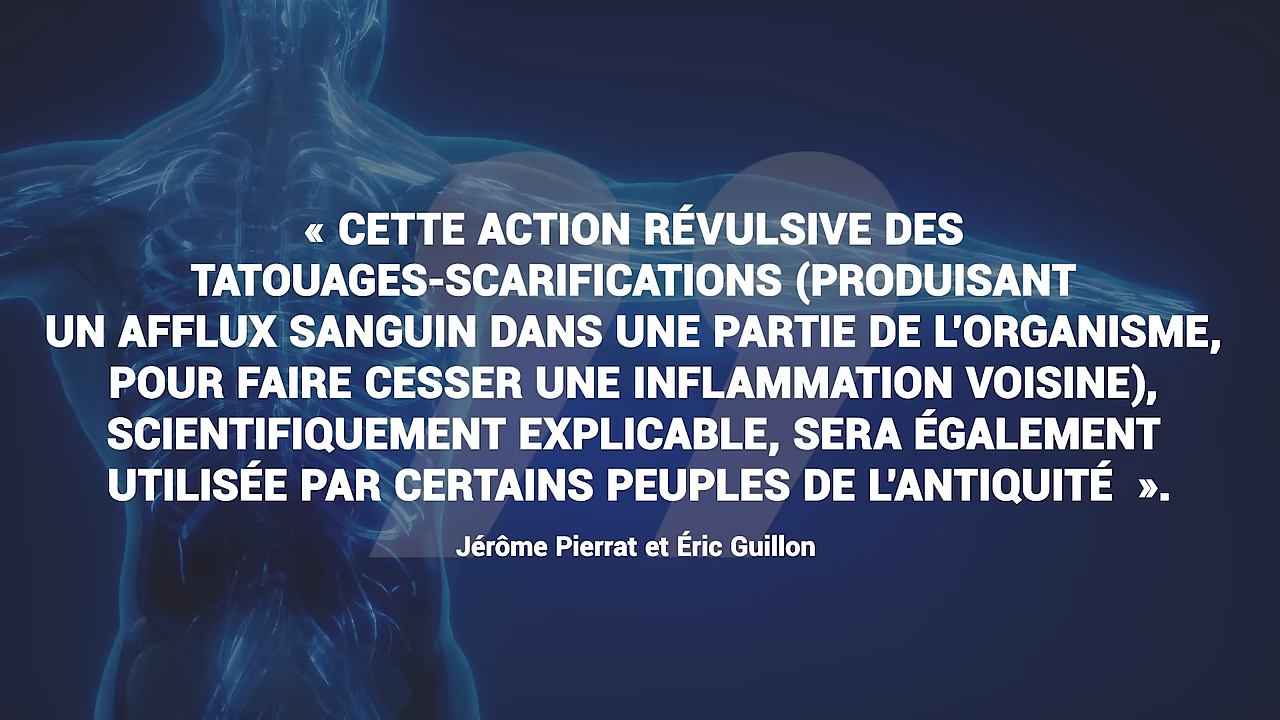 « CETTE ACTION RÉVULSIVE DES
TATOUAGES-SCARIFICATIONS (PRODUISANT
UN AFFLUX SANGUIN DANS UNE PARTIE DE L'ORGANISME,
POUR FAIRE CESSER UNE INFLAMMATION VOISINE),
SCIENTIFIQUEMENT EXPLICABLE, SERA ÉGALEMENT
UTILISÉE PAR CERTAINS PEUPLES DE L'ANTIQUITÉ  ».
Jérôme Pierrat et Éric Guillon